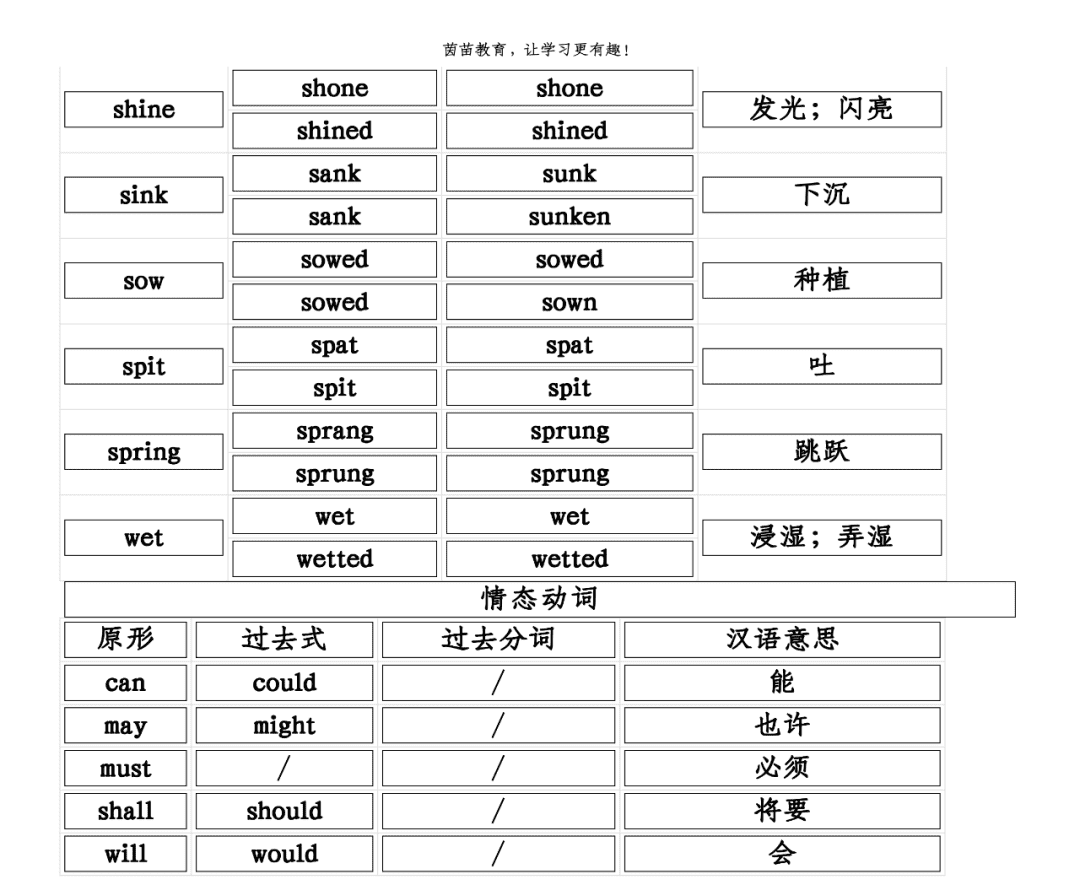 茵苗教育，让学习更有趣！
shine shone shone 发光；闪亮
shined shined
sink sank sunk 下沉
sank sunken
sow sowed sowed 种植
sowed sown
spit spat spat 吐
spit spit
spring sprang sprung 跳跃
sprung sprung
wet wet wet 浸湿；弄湿
wetted wetted
情态动词
原形 过去式 过去分词 汉语意思
can could / 能
may might / 也许
must / / 必须
shall should / 将要
will would / 会